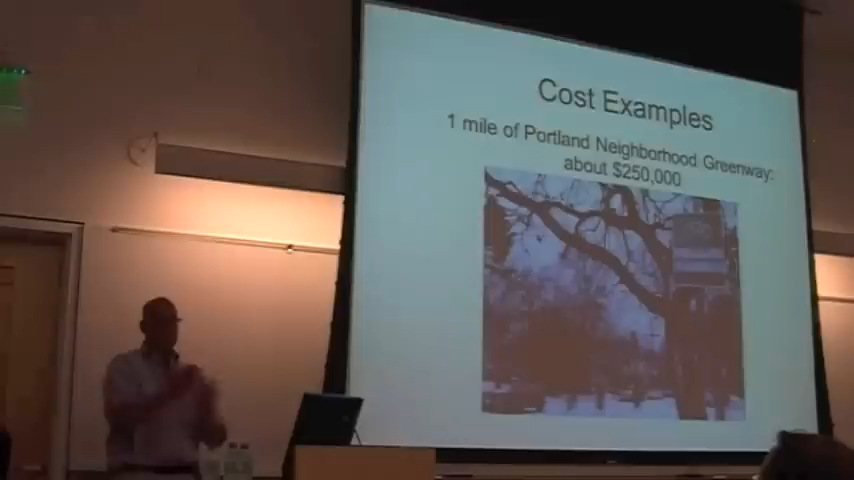 Cost Examples
1 mile of Portland Neighborhood Greenway:
about $250,000